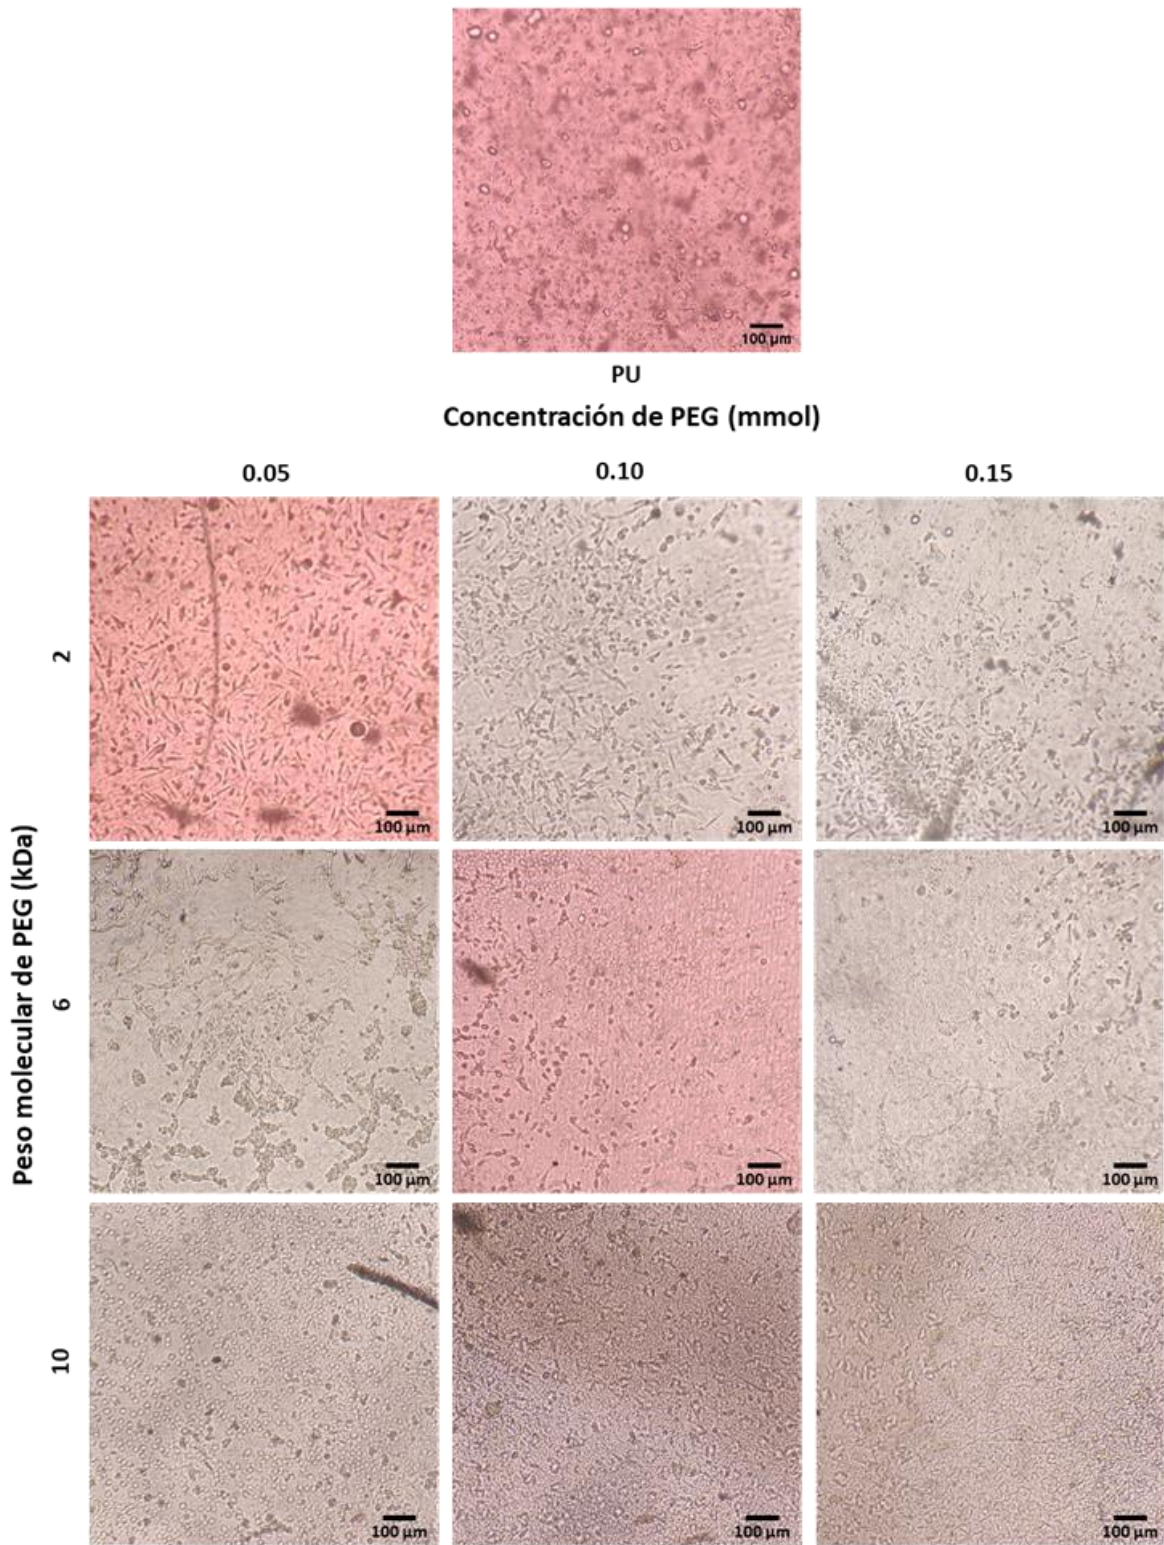 100 µm
PU
Concentración de PEG (mmol)
0.05 0.10 0.15
Peso molecular de PEG (kDa)
2
100 µm 100 µm 100 µm
6
100 µm 100 µm 100 µm
10
100 µm 100 µm 100 µm